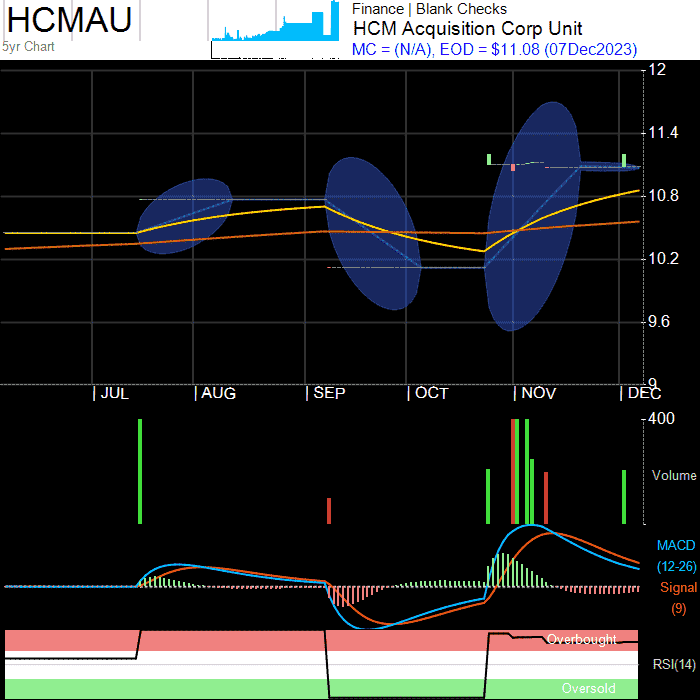 HCMAU
5yr Chart
Finance | Blank Checks
HCM Acquisition Corp Unit
MC = (N/A), EOD = $11.08 (07Dec2023)
12
11.4
10.8
10.2
9.6
9
| JUL | AUG | SEP | OCT | NOV | DEC
400
Volume
MACD
(12-26)
Signal
(9)
Overbought
RSI(14)
Oversold